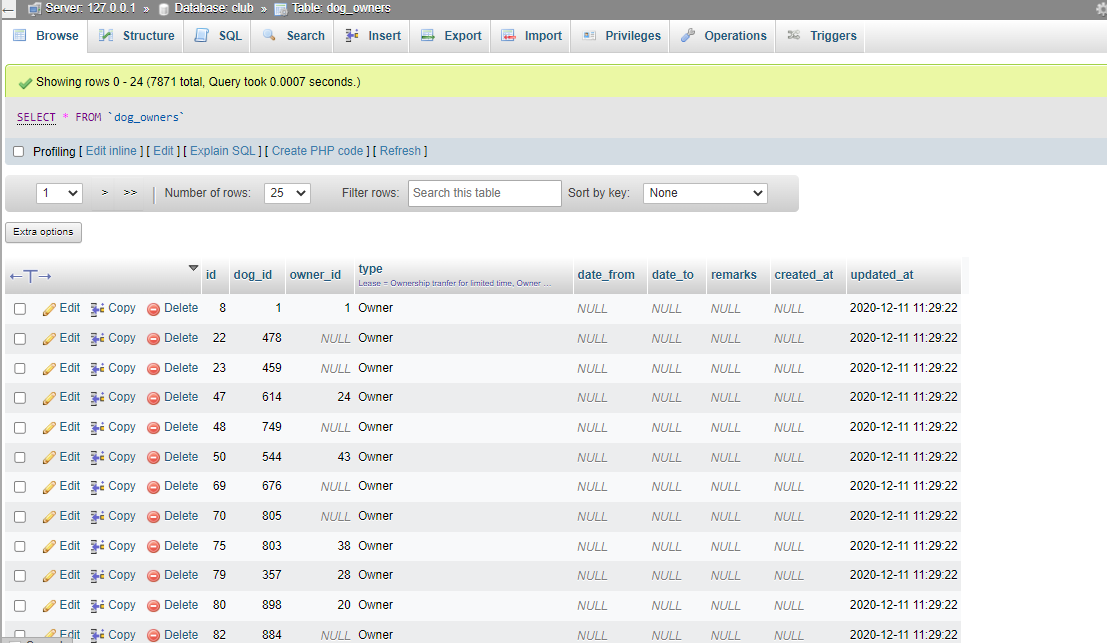 Server: 127.0.0.1 » Database: club » Table: dog_owners
Browse Structure SQL Search Insert Export Import Privileges Operations Triggers
Showing rows 0 - 24 (7871 total, Query took 0.0007 seconds.)
SELECT * FROM `dog_owners`
Profiling [ Edit inline ] [ Edit ] [ Explain SQL ] [ Create PHP code ] [ Refresh ]
1 > >> Number of rows: 25 Filter rows: Search this table Sort by key: None
Extra options
←T→ id dog_id owner_id type date_from date_to remarks created_at updated_at
Lease = Ownership tranfer for limited time, Owner ...
Edit Copy Delete 8 1 1 Owner NULL NULL NULL NULL 2020-12-11 11:29:22
Edit Copy Delete 22 478 NULL Owner NULL NULL NULL NULL 2020-12-11 11:29:22
Edit Copy Delete 23 459 NULL Owner NULL NULL NULL NULL 2020-12-11 11:29:22
Edit Copy Delete 47 614 24 Owner NULL NULL NULL NULL 2020-12-11 11:29:22
Edit Copy Delete 48 749 NULL Owner NULL NULL NULL NULL 2020-12-11 11:29:22
Edit Copy Delete 50 544 43 Owner NULL NULL NULL NULL 2020-12-11 11:29:22
Edit Copy Delete 69 676 NULL Owner NULL NULL NULL NULL 2020-12-11 11:29:22
Edit Copy Delete 70 805 NULL Owner NULL NULL NULL NULL 2020-12-11 11:29:22
Edit Copy Delete 75 803 38 Owner NULL NULL NULL NULL 2020-12-11 11:29:22
Edit Copy Delete 79 357 28 Owner NULL NULL NULL NULL 2020-12-11 11:29:22
Edit Copy Delete 80 898 20 Owner NULL NULL NULL NULL 2020-12-11 11:29:22
Edit Copy Delete 82 884 NULL Owner NULL NULL NULL NULL 2020-12-11 11:29:22